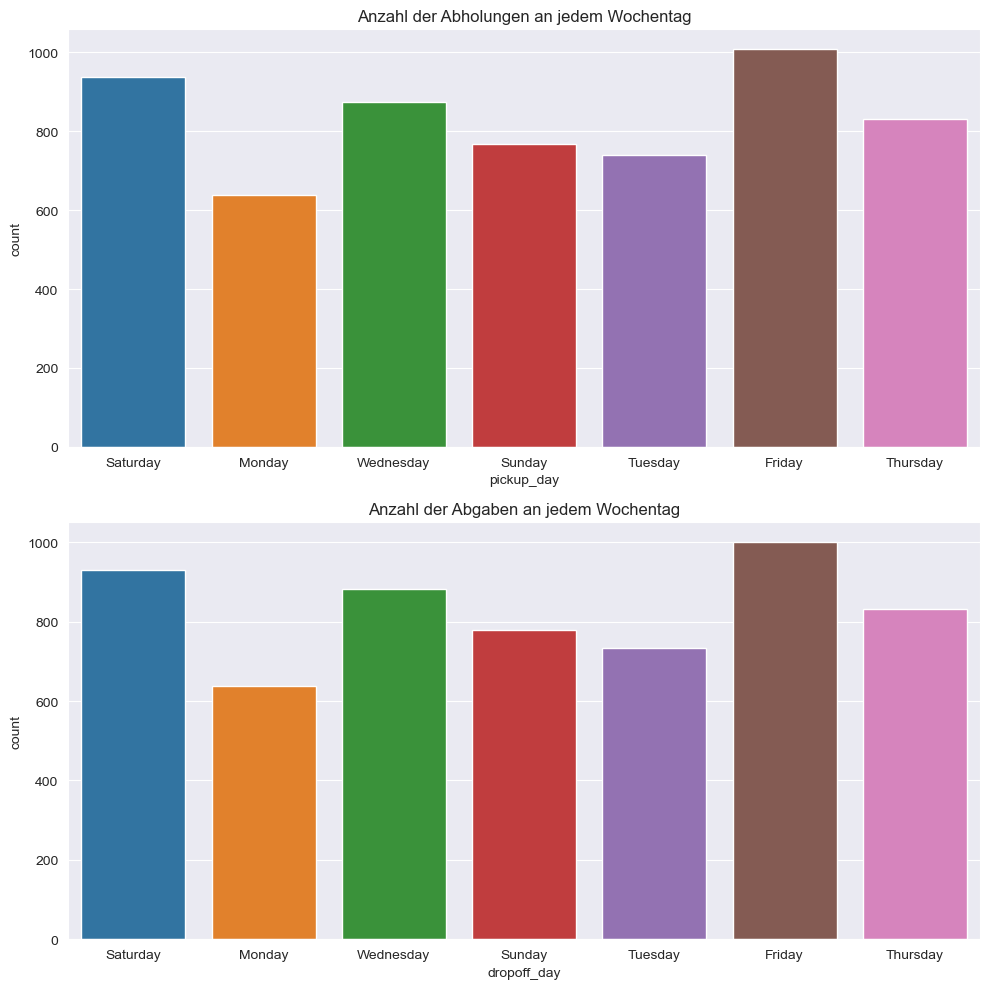 Anzahl der Abholungen an jedem Wochentag
1000
800
600
400
200
0
count
Saturday Monday Wednesday Sunday Tuesday Friday Thursday
pickup_day
Anzahl der Abgaben an jedem Wochentag
1000
800
600
400
200
0
count
Saturday Monday Wednesday Sunday Tuesday Friday Thursday
dropoff_day